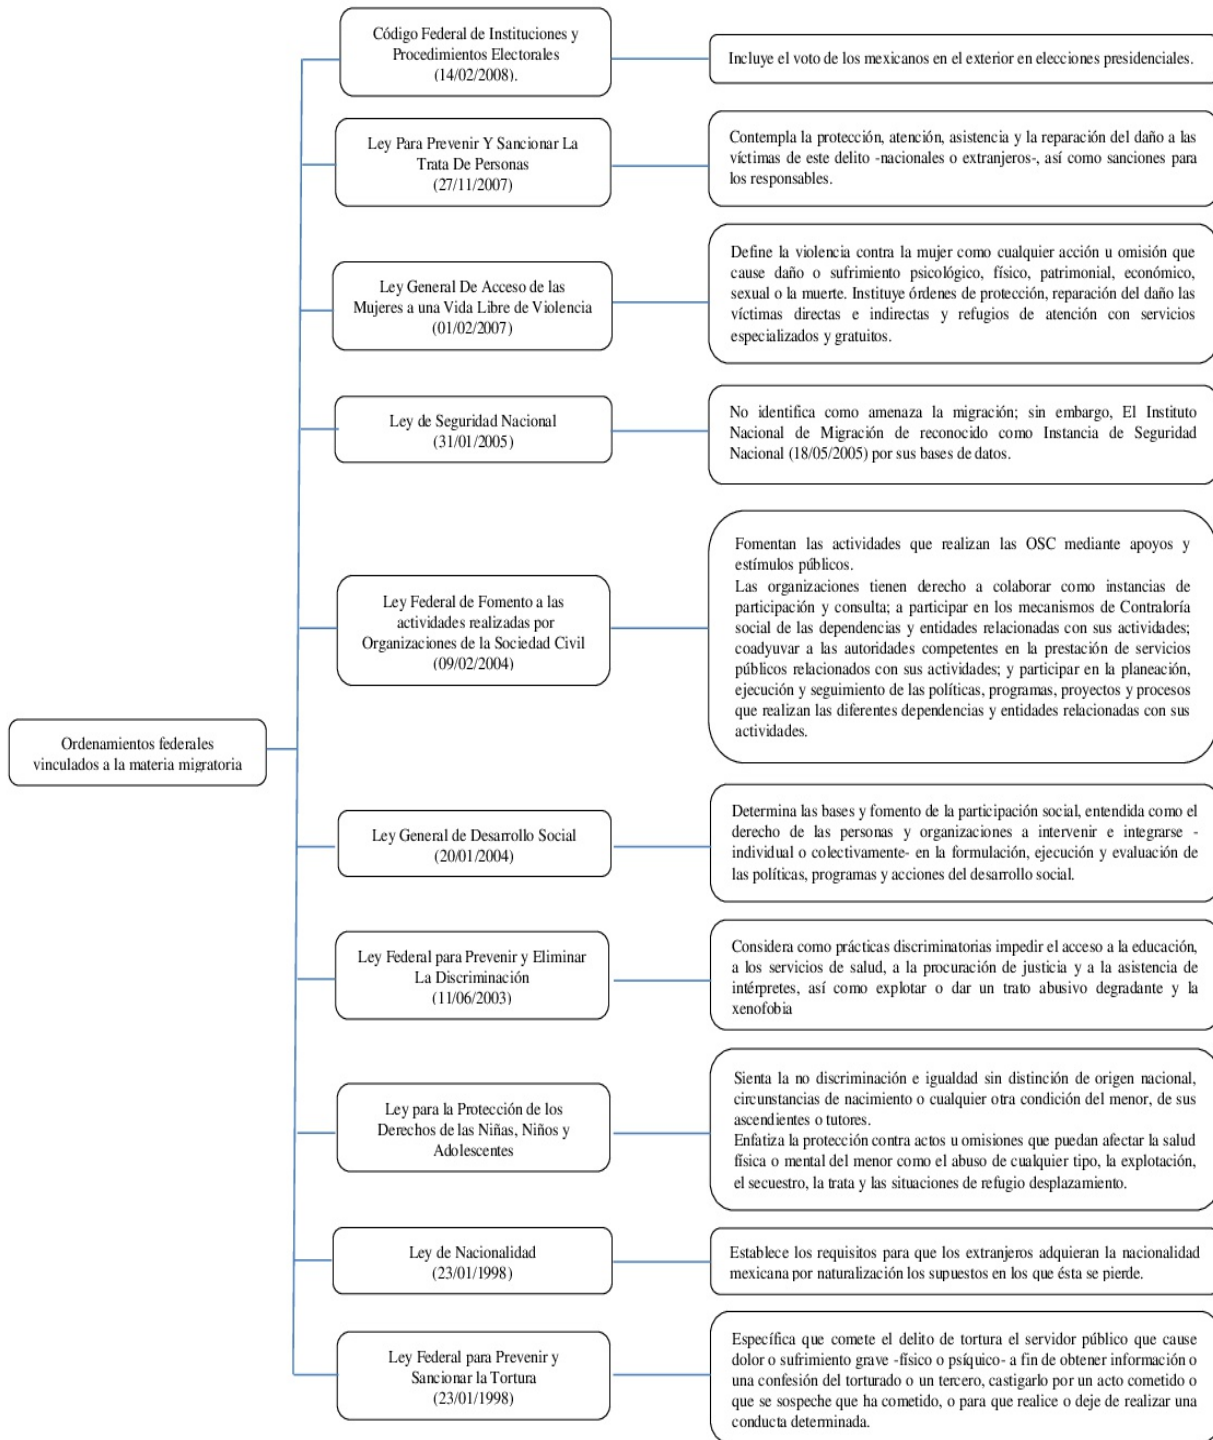 Código Federal de Instituciones y
Procedimientos Electorales
(14/02/2008).
Incluye el voto de los mexicanos en el exterior en elecciones presidenciales.
Ley Para Prevenir Y Sancionar La
Trata De Personas
(27/11/2007)
Contempla la protección, atención, asistencia y la reparación del daño a las
víctimas de este delito -nacionales o extranjeros-, así como sanciones para
los responsables.
Ley General De Acceso de las
Mujeres a una Vida Libre de Violencia
(01/02/2007)
Define la violencia contra la mujer como cualquier acción u omisión que
cause daño o sufrimiento psicológico, físico, patrimonial, económico,
sexual o la muerte. Instituye órdenes de protección, reparación del daño las
víctimas directas e indirectas y refugios de atención con servicios
especializados y gratuitos.
Ley de Seguridad Nacional
(31/01/2005)
No identifica como amenaza la migración; sin embargo, El Instituto
Nacional de Migración de reconocido como Instancia de Seguridad
Nacional (18/05/2005) por sus bases de datos.
Ley Federal de Fomento a las
actividades realizadas por
Organizaciones de la Sociedad Civil
(09/02/2004)
Fomentan las actividades que realizan las OSC mediante apoyos y
estímulos públicos.
Las organizaciones tienen derecho a colaborar como instancias de
participación y consulta; a participar en los mecanismos de Contraloría
social de las dependencias y entidades relacionadas con sus actividades;
coadyuvar a las autoridades competentes en la prestación de servicios
públicos relacionados con sus actividades; y participar en la planeación,
ejecución y seguimiento de las políticas, programas, proyectos y procesos
que realizan las diferentes dependencias y entidades relacionadas con sus
actividades.
Ordenamientos federales
vinculados a la materia migratoria
Ley General de Desarrollo Social
(20/01/2004)
Determina las bases y fomento de la participación social, entendida como el
derecho de las personas y organizaciones a intervenir e integrarse -
individual o colectivamente- en la formulación, ejecución y evaluación de
las políticas, programas y acciones del desarrollo social.
Ley Federal para Prevenir y Eliminar
La Discriminación
(11/06/2003)
Considera como prácticas discriminatorias impedir el acceso a la educación,
a los servicios de salud, a la procuración de justicia y a la asistencia de
intérpretes, así como explotar o dar un trato abusivo degradante y la
xenofobia
Ley para la Protección de los
Derechos de las Niñas, Niños y
Adolescentes
Sienta la no discriminación e igualdad sin distinción de origen nacional,
circunstancias de nacimiento o cualquier otra condición del menor, de sus
ascendientes o tutores.
Enfatiza la protección contra actos u omisiones que puedan afectar la salud
física o mental del menor como el abuso de cualquier tipo, la explotación,
el secuestro, la trata y las situaciones de refugio desplazamiento.
Ley de Nacionalidad
(23/01/1998)
Establece los requisitos para que los extranjeros adquieran la nacionalidad
mexicana por naturalización los supuestos en los que ésta se pierde.
Ley Federal para Prevenir y
Sancionar la Tortura
(23/01/1998)
Específica que comete el delito de tortura el servidor público que cause
dolor o sufrimiento grave -físico o psíquico- a fin de obtener información o
una confesión del torturado o un tercero, castigarlo por un acto cometido o
que se sospeche que ha cometido, o para que realice o deje de realizar una
conducta determinada.